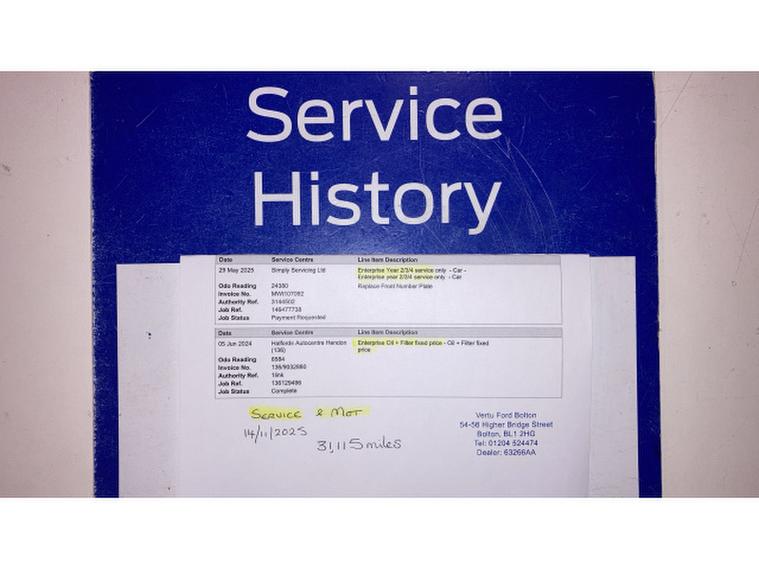 Service
History
Date Service Centre Line Item Description
29 May 2025 Simply Servicing Ltd Enterprise Year 2/3/4 service only - Car -
Enterprise year 2/3/4 service only - Car
Odo Reading 24380 Replace Front Number Plate
Invoice No. MWI107092
Authority Ref. 3144502
Job Ref. 146477738
Job Status Payment Requested
Date Service Centre Line Item Description
05 Jun 2024 Halfords Autocentre Hendon Enterprise Oil + Filter fixed price - Oil + Filter fixed
(136) price
Odo Reading 6584
Invoice No. 136/9032880
Authority Ref. 
Job Ref. 136129486
Job Status Complete
SERVICE & MOT
14/11/2025
31,115 miles
Vertu Ford Bolton
54-56 Higher Bridge Street
Bolton, BL1 2HG
Tel: 01204 524474
Dealer: 63266AA